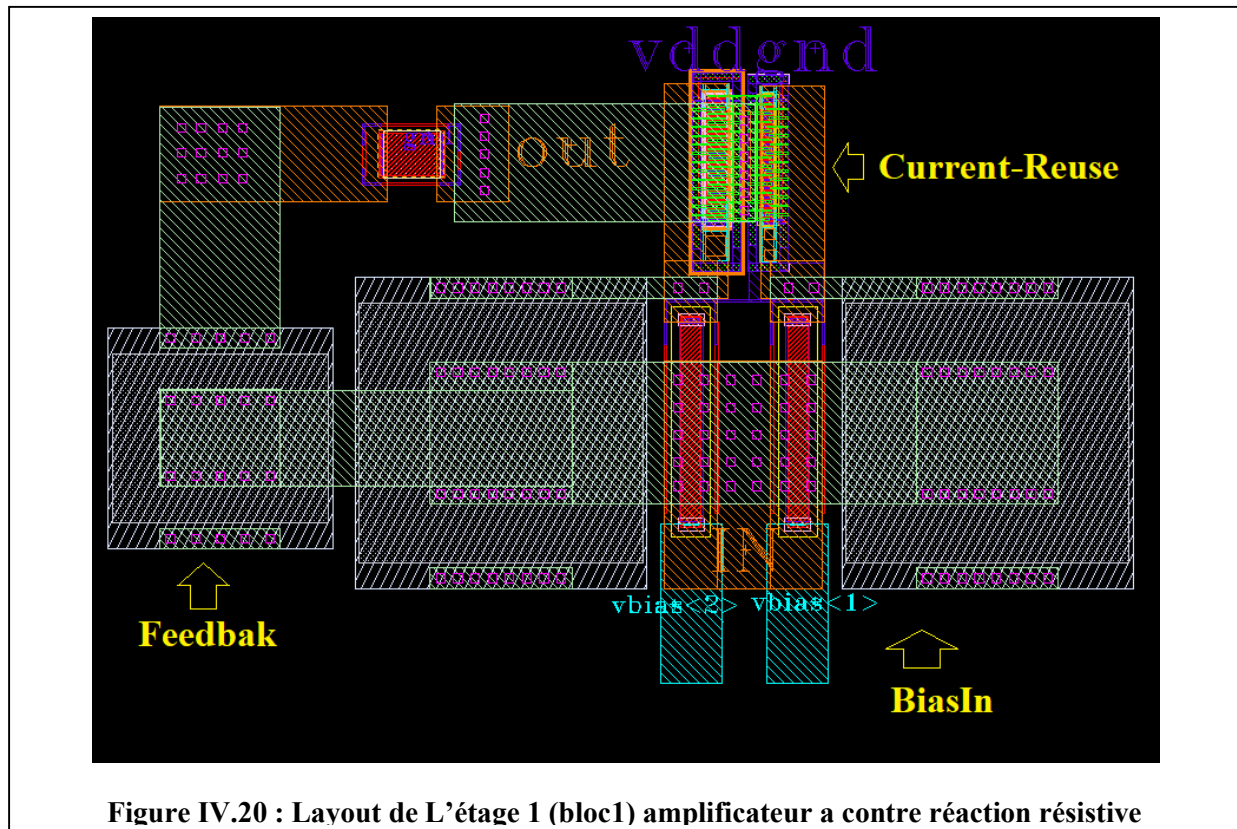 vddgnd
out
Current-Reuse
IN
vbias<2> vbias<1>
Feedbak
BiasIn
Figure IV.20 : Layout de L’étage 1 (bloc1) amplificateur a contre réaction résistive